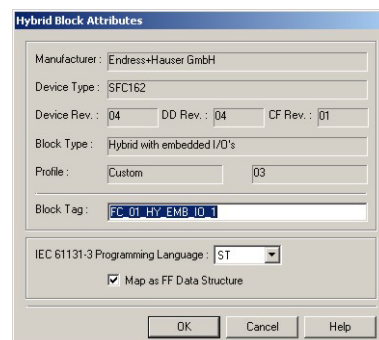 Hybrid Block Attributes
Manufacturer : Endress+Hauser GmbH
Device Type : SFC162
Device Rev. : 04 DD Rev. : 04 CF Rev. : 01
Block Type : Hybrid with embedded I/O's
Profile : Custom 03
Block Tag : FC_01_HY_EMB_IO_1
IEC 61131-3 Programming Language : ST
Map as FF Data Structure
OK Cancel Help